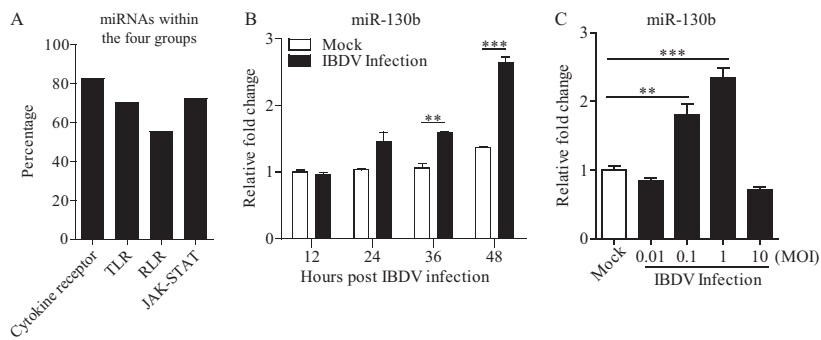 A
miRNAs within
the four groups
Percentage
100
80
60
40
20
0
Cytokine receptor
TLR
RLR
JAK-STAT
B
miR-130b
Mock
IBDV Infection
Relative fold change
3
2
1
0
**
***
12 24 36 48
Hours post IBDV infection
C
miR-130b
Relative fold change
3
2
1
0
***
**
Mock
0.01 0.1 1 10 (MOI)
IBDV Infection